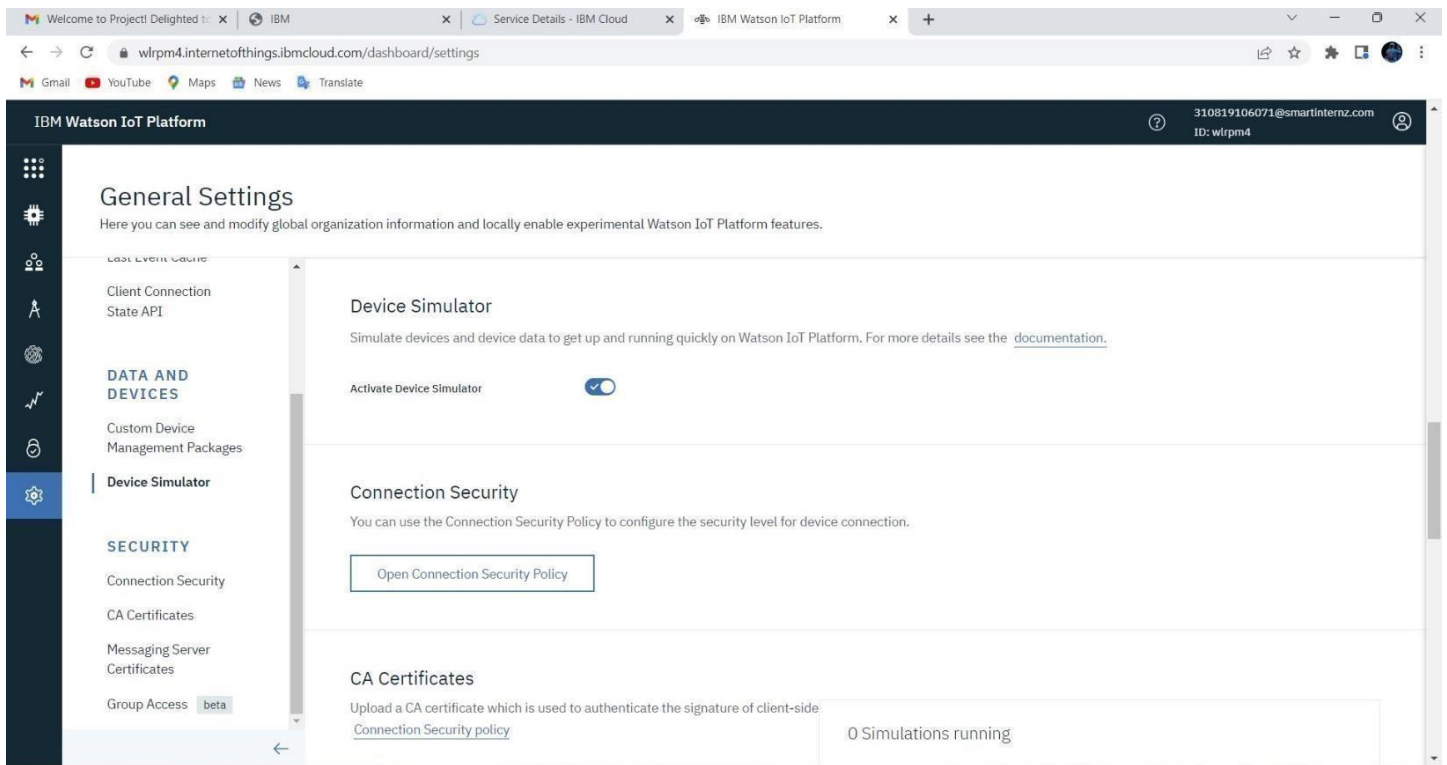 Welcome to Project! Delighted to
IBM
Service Details - IBM Cloud
IBM Watson IoT Platform
wlrpm4.internetofthings.ibmcloud.com/dashboard/settings
Gmail
YouTube
Maps
News
Translate
IBM Watson IoT Platform
310819106071@smartinternz.com
ID: wlrpm4
General Settings
Here you can see and modify global organization information and locally enable experimental Watson IoT Platform features.
Last Event Cache
Client Connection
State API
DATA AND
DEVICES
Custom Device
Management Packages
Device Simulator
SECURITY
Connection Security
CA Certificates
Messaging Server
Certificates
Group Access beta
Device Simulator
Simulate devices and device data to get up and running quickly on Watson IoT Platform. For more details see the documentation.
Activate Device Simulator
Connection Security
You can use the Connection Security Policy to configure the security level for device connection.
Open Connection Security Policy
CA Certificates
Upload a CA certificate which is used to authenticate the signature of client-side
Connection Security policy
0 Simulations running